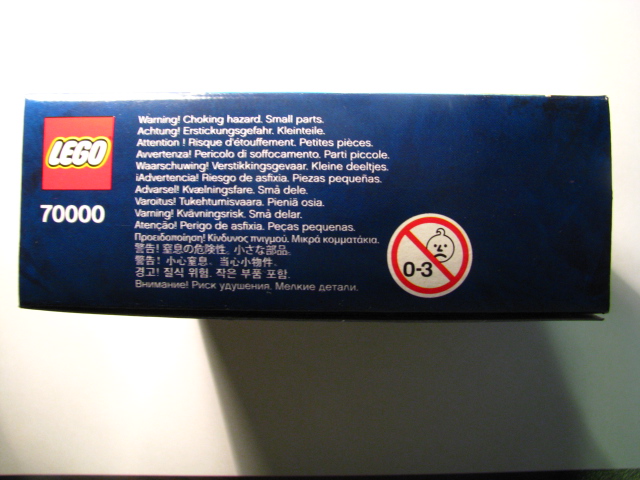 LEGO
70000
Warning! Choking hazard. Small parts.
Achtung! Erstickungsgefahr. Kleinteile.
Attention ! Risque d'étouffement. Petites pièces.
Avvertenza! Pericolo di soffocamento. Parti piccole.
Waarschuwing! Verstikkingsgevaar. Kleine deeltjes.
¡Advertencia! Riesgo de asfixia. Piezas pequeñas.
Advarsel! Kvælningsfare. Små dele.
Varoitus! Tukehtumisvaara. Pieniä osia.
Varning! Kvävningsrisk. Små delar.
Atenção! Perigo de asfixia. Peças pequenas.
Προειδοποίηση! Κίνδυνος πνιγμού. Μικρά κομματάκια.
警告! 窒息の危険性。小さな部品。
警告! 小心窒息。当心小物件。
경고! 질식 위험. 작은 부품 포함.
Внимание! Риск удушения. Мелкие детали.
0-3